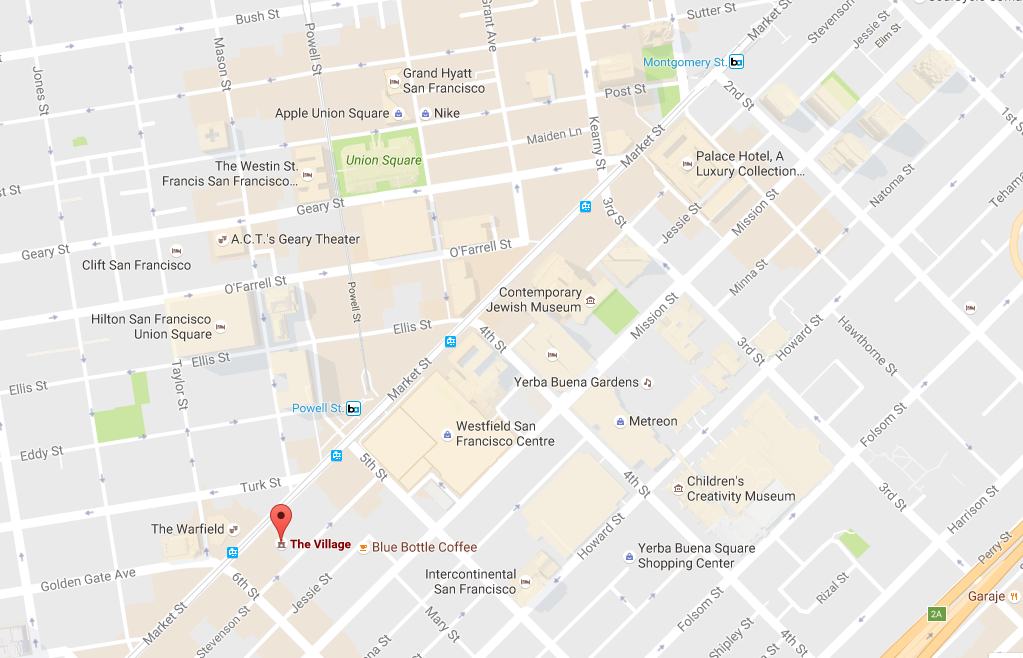 Bush St
Sutter St
Market St
Stevenson
Jessie St
Elim St
Jones St
Mason St
Powell St
Grant Ave
Montgomery St.
Grand Hyatt
San Francisco
Post St
2nd St
1st St
Apple Union Square
Nike
Maiden Ln
Kearny St
Market St
Union Square
The Westin St.
Francis San Francisco...
Palace Hotel, A
Luxury Collection...
Natoma St
Tehama
st St
Geary St
3rd St
Jessie St
Mission St
A.C.T.'s Geary Theater
Geary St
O'Farrell St
Clift San Francisco
Minna St
O'Farrell St
Powell St
Contemporary
Jewish Museum
Hilton San Francisco
Union Square
Ellis St
4th St
Mission St
3rd St
Howard St
Hawthorne St
Ellis St
Taylor St
Market St
Yerba Buena Gardens
Powell St.
Folsom St
Westfield San
Francisco Centre
Metreon
Eddy St
5th St
4th St
Turk St
Children's
Creativity Museum
3rd St
Harrison St
The Warfield
The Village
Blue Bottle Coffee
Howard St
Yerba Buena Square
Shopping Center
Perry St
Golden Gate Ave
6th St
Jessie St
Intercontinental
San Francisco
Rizal St
Garaje
Market St
Stevenson St
Mary St
Folsom St
Shipley St
4th St
2A